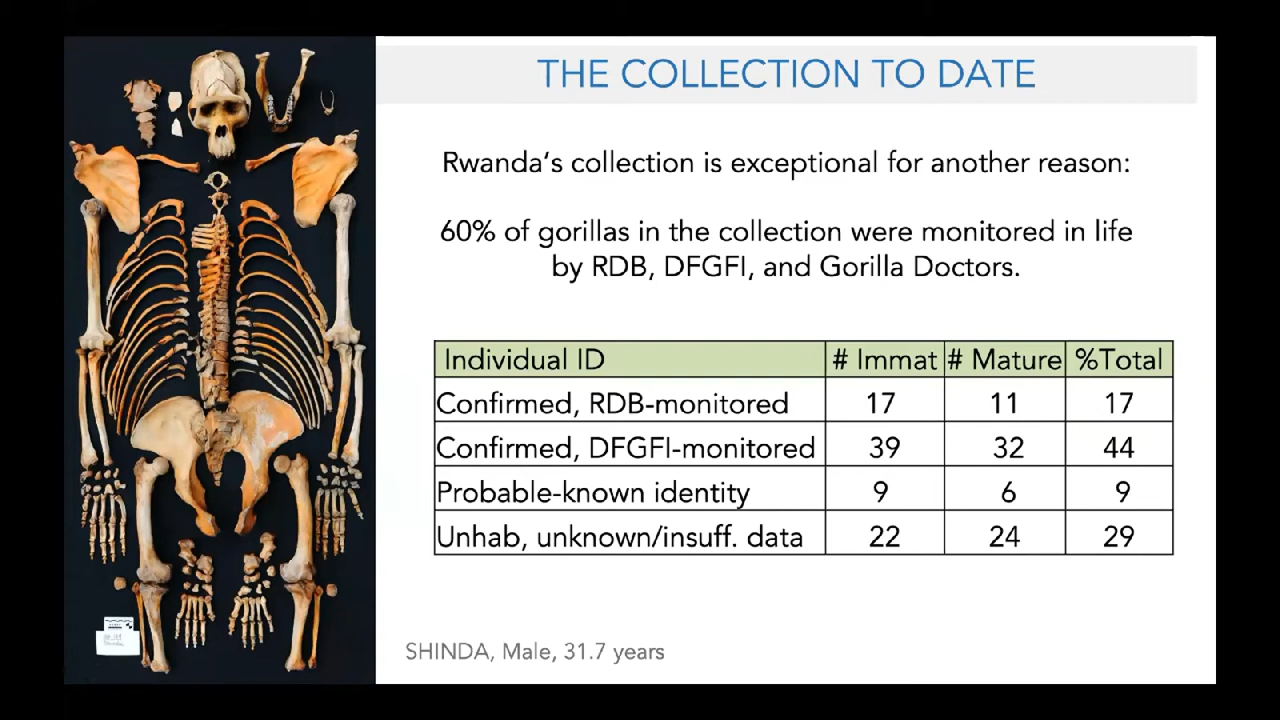 THE COLLECTION TO DATE
Rwanda's collection is exceptional for another reason:
60% of gorillas in the collection were monitored in life
by RDB, DFGFI, and Gorilla Doctors.
Individual ID # Immat # Mature %Total
Confirmed, RDB-monitored 17 11 17
Confirmed, DFGFI-monitored 39 32 44
Probable-known identity 9 6 9
Unhab, unknown/insuff. data 22 24 29
SHINDA, Male, 31.7 years